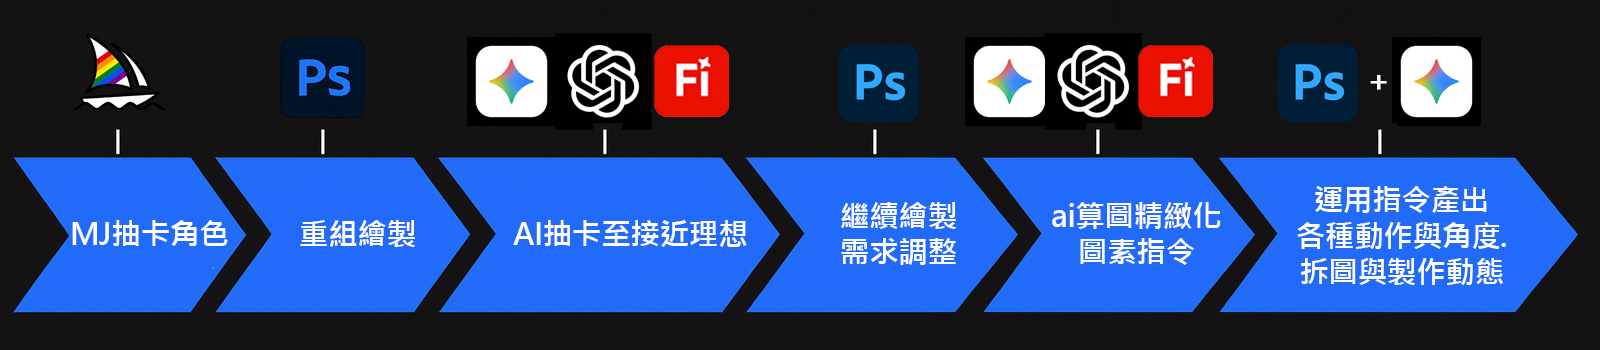 Ps
Fi
Ps
Fi
Ps
+
MJ抽卡角色
重組繪製
AI抽卡至接近理想
繼續繪製
需求調整
ai算圖精緻化
圖素指令
運用指令產出
各種動作與角度.
拆圖與製作動態